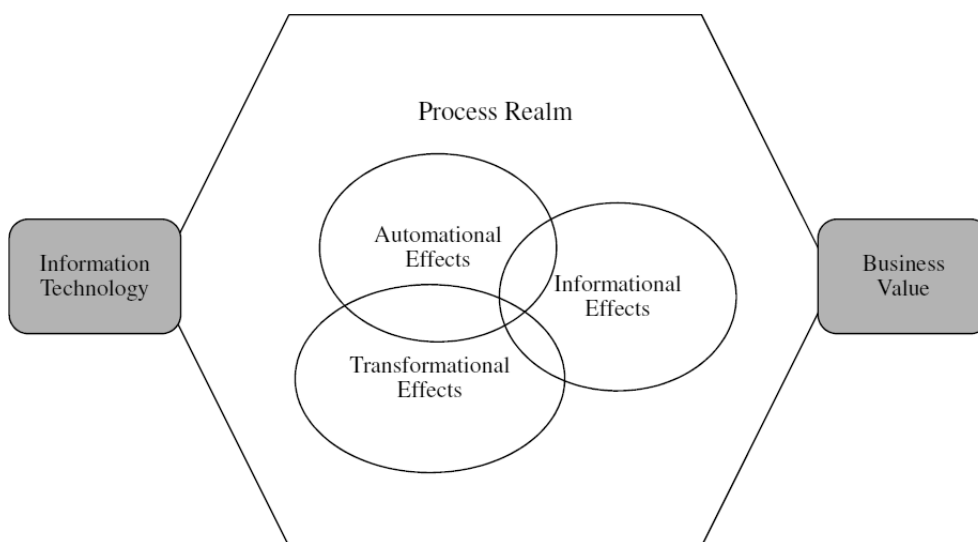 Process Realm
Automational
Effects
Information
Technology
Informational
Effects
Business
Value
Transformational
Effects